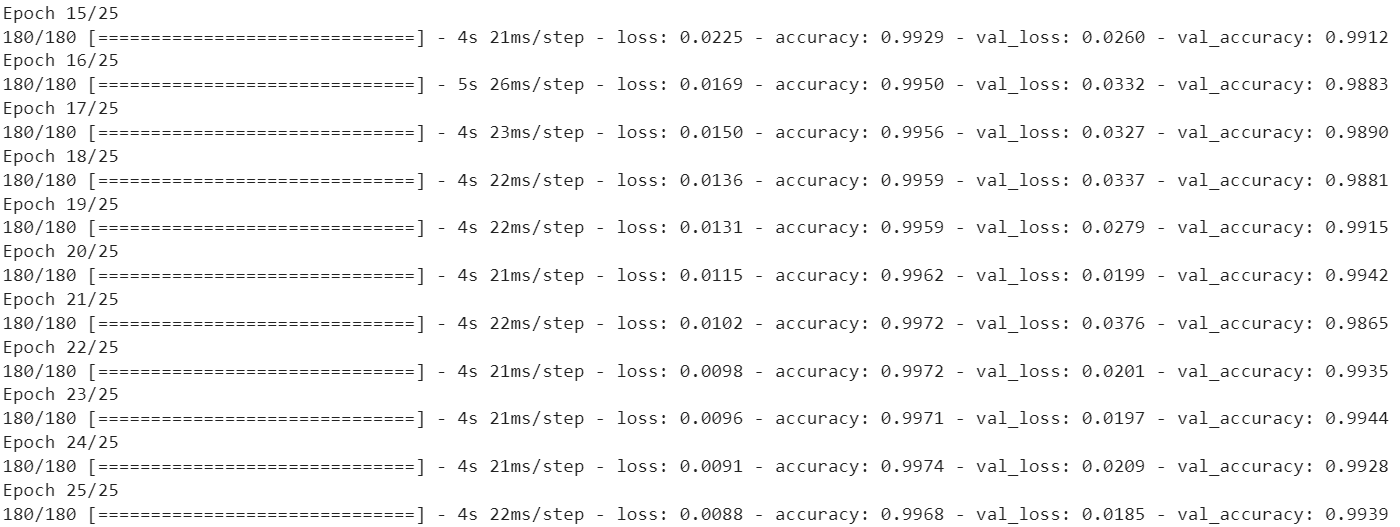 Epoch 15/25
180/180 [==============================] - 4s 21ms/step - loss: 0.0225 - accuracy: 0.9929 - val_loss: 0.0260 - val_accuracy: 0.9912
Epoch 16/25
180/180 [==============================] - 5s 26ms/step - loss: 0.0169 - accuracy: 0.9950 - val_loss: 0.0332 - val_accuracy: 0.9883
Epoch 17/25
180/180 [==============================] - 4s 23ms/step - loss: 0.0150 - accuracy: 0.9956 - val_loss: 0.0327 - val_accuracy: 0.9890
Epoch 18/25
180/180 [==============================] - 4s 22ms/step - loss: 0.0136 - accuracy: 0.9959 - val_loss: 0.0337 - val_accuracy: 0.9881
Epoch 19/25
180/180 [==============================] - 4s 22ms/step - loss: 0.0131 - accuracy: 0.9959 - val_loss: 0.0279 - val_accuracy: 0.9915
Epoch 20/25
180/180 [==============================] - 4s 21ms/step - loss: 0.0115 - accuracy: 0.9962 - val_loss: 0.0199 - val_accuracy: 0.9942
Epoch 21/25
180/180 [==============================] - 4s 22ms/step - loss: 0.0102 - accuracy: 0.9972 - val_loss: 0.0376 - val_accuracy: 0.9865
Epoch 22/25
180/180 [==============================] - 4s 21ms/step - loss: 0.0098 - accuracy: 0.9972 - val_loss: 0.0201 - val_accuracy: 0.9935
Epoch 23/25
180/180 [==============================] - 4s 21ms/step - loss: 0.0096 - accuracy: 0.9971 - val_loss: 0.0197 - val_accuracy: 0.9944
Epoch 24/25
180/180 [==============================] - 4s 21ms/step - loss: 0.0091 - accuracy: 0.9974 - val_loss: 0.0209 - val_accuracy: 0.9928
Epoch 25/25
180/180 [==============================] - 4s 22ms/step - loss: 0.0088 - accuracy: 0.9968 - val_loss: 0.0185 - val_accuracy: 0.9939